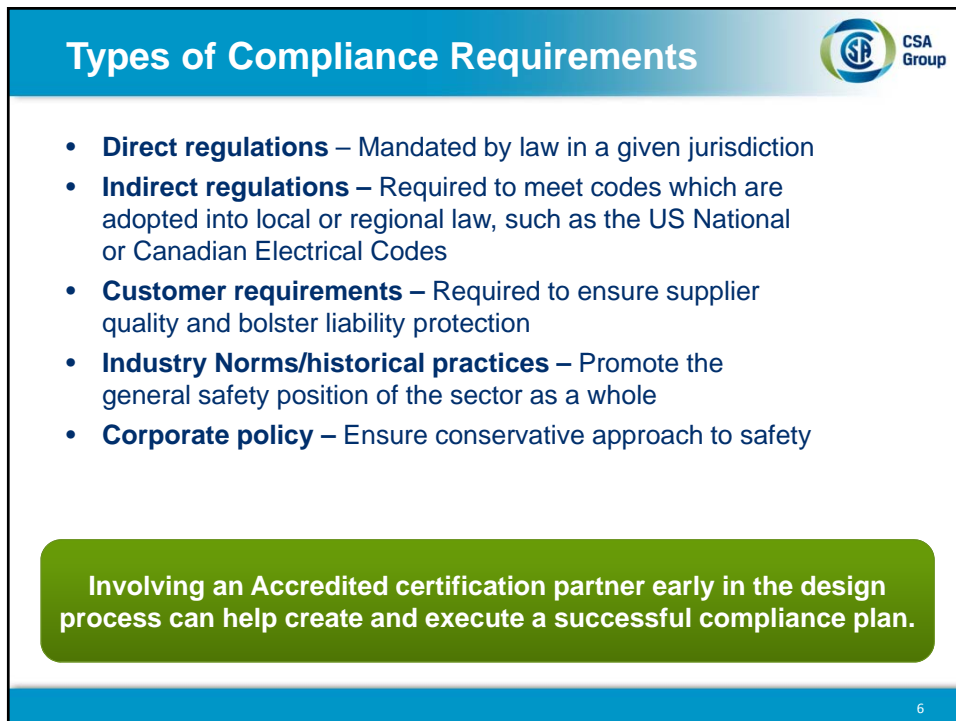 Types of Compliance Requirements
CSA
Group
• Direct regulations – Mandated by law in a given jurisdiction
• Indirect regulations – Required to meet codes which are
adopted into local or regional law, such as the US National
or Canadian Electrical Codes
• Customer requirements – Required to ensure supplier
quality and bolster liability protection
• Industry Norms/historical practices – Promote the
general safety position of the sector as a whole
• Corporate policy – Ensure conservative approach to safety
Involving an Accredited certification partner early in the design
process can help create and execute a successful compliance plan.
6